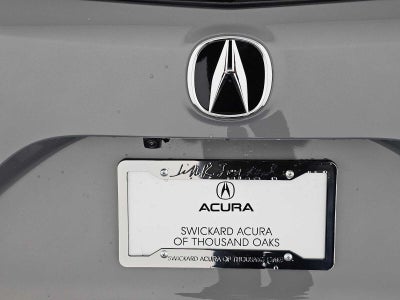 ACURA
SWICKARD ACURA
OF THOUSAND OAKS
SWICKARD ACURA OF THOUSAND OAKS